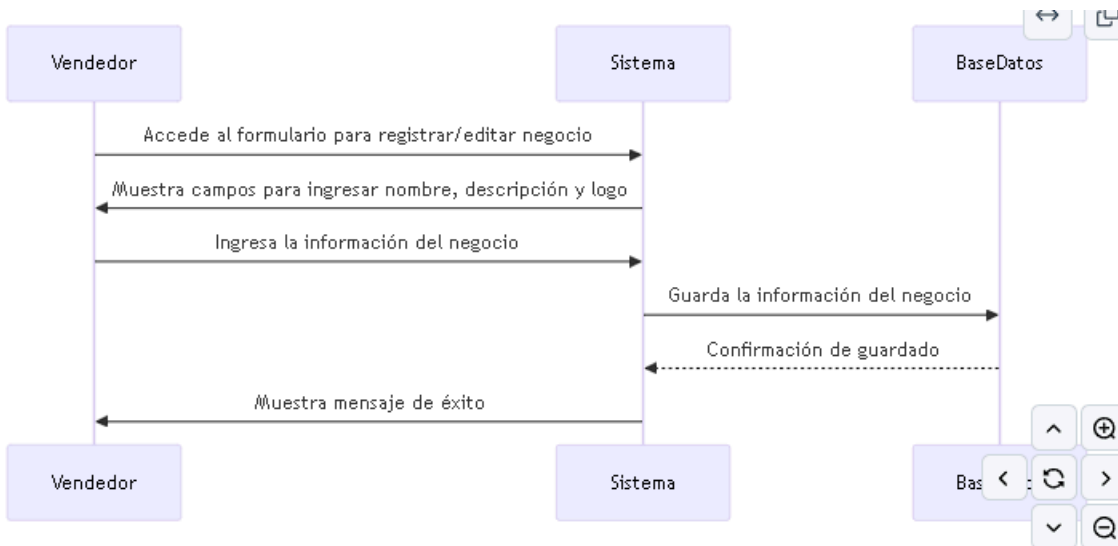 Vendedor
Sistema
BaseDatos
Accede al formulario para registrar/editar negocio
Muestra campos para ingresar nombre, descripción y logo
Ingresa la información del negocio
Guarda la información del negocio
Confirmación de guardado
Muestra mensaje de éxito
Vendedor
Sistema